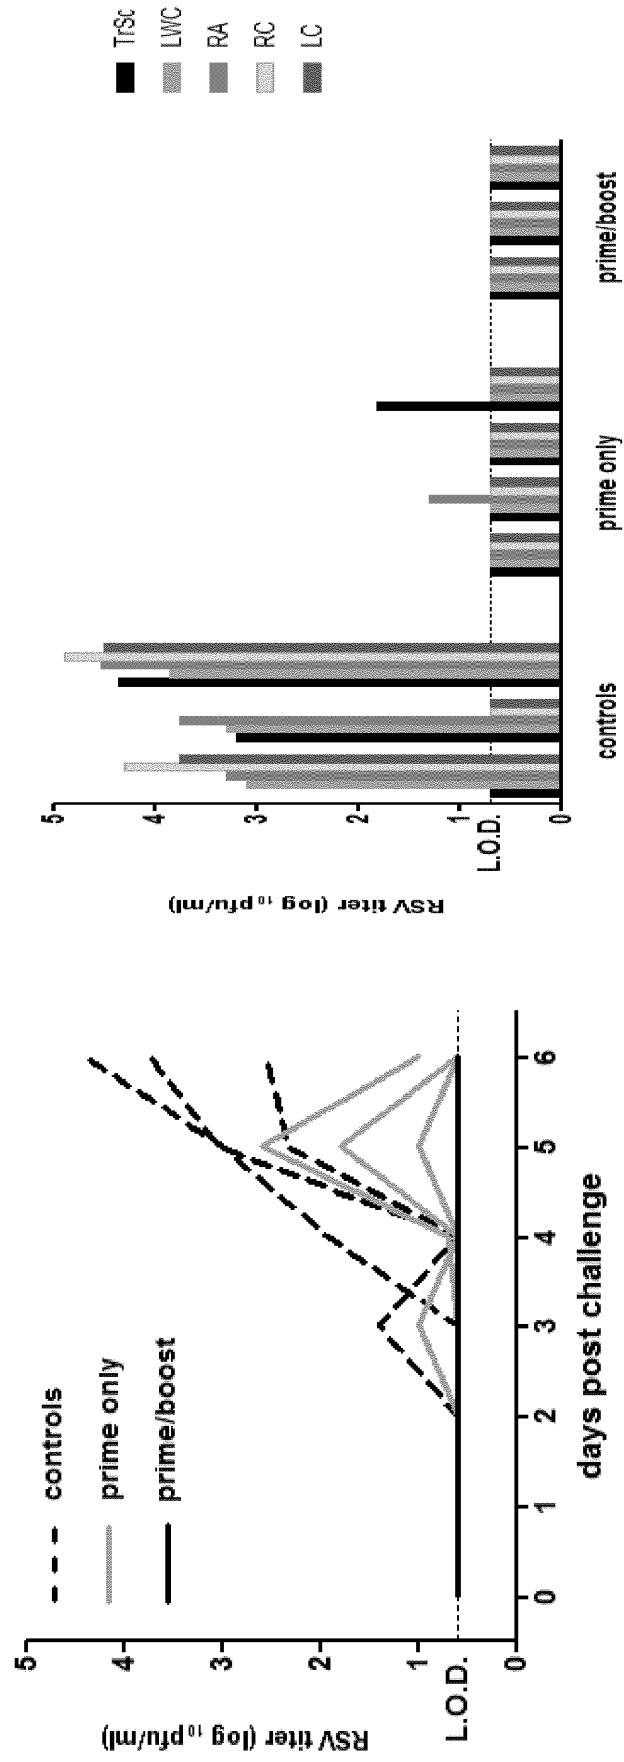 RSV titer (log 10 pfu/ml)
5
4
3
2
1
L.O.D.
0
controls
prime only
prime/boost
0
1
2
3
4
5
6
days post challenge
RSV titer (log 10 pfu/ml)
5
4
3
2
1
L.O.D.
0
controls
prime only
prime/boost
TrSc
LWC
RA
RC
LC